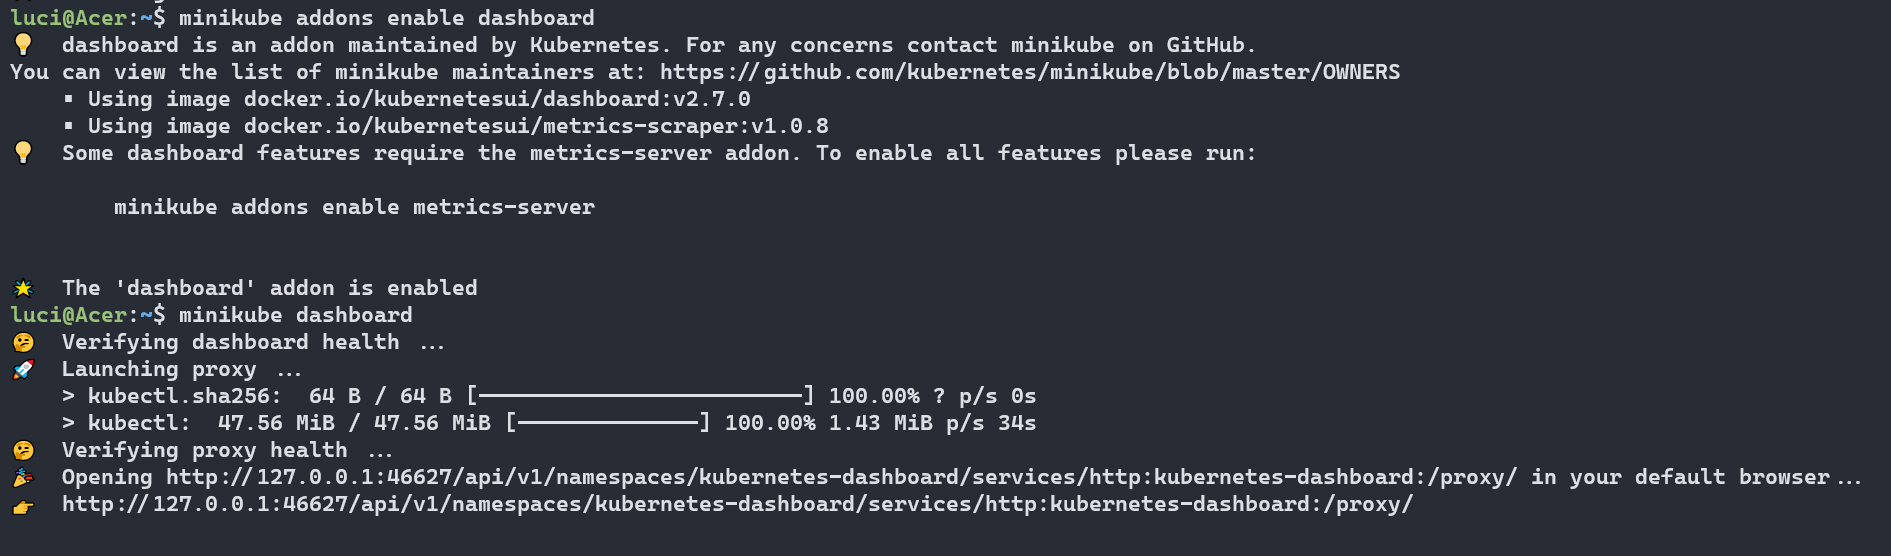 luci@Acer:~$ minikube addons enable dashboard
💡  dashboard is an addon maintained by Kubernetes. For any concerns contact minikube on GitHub.
You can view the list of minikube maintainers at: https://github.com/kubernetes/minikube/blob/master/OWNERS
    ▪ Using image docker.io/kubernetesui/dashboard:v2.7.0
    ▪ Using image docker.io/kubernetesui/metrics-scraper:v1.0.8
💡  Some dashboard features require the metrics-server addon. To enable all features please run:
        minikube addons enable metrics-server
🌟  The 'dashboard' addon is enabled
luci@Acer:~$ minikube dashboard
🤔  Verifying dashboard health ...
🚀  Launching proxy ...
    > kubectl.sha256:  64 B / 64 B [-------------------------] 100.00% ? p/s 0s
    > kubectl:  47.56 MiB / 47.56 MiB [--------------] 100.00% 1.43 MiB p/s 34s
🤔  Verifying proxy health ...
🎉  Opening http://127.0.0.1:46627/api/v1/namespaces/kubernetes-dashboard/services/http:kubernetes-dashboard:/proxy/ in your default browser...
👉  http://127.0.0.1:46627/api/v1/namespaces/kubernetes-dashboard/services/http:kubernetes-dashboard:/proxy/